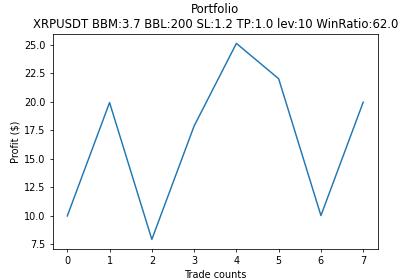 Portfolio
XRPUSDT BBM:3.7 BBL:200 SL:1.2 TP:1.0 lev:10 WinRatio:62.0
25.0
22.5
20.0
17.5
15.0
12.5
10.0
7.5
Profit ($)
0 1 2 3 4 5 6 7
Trade counts